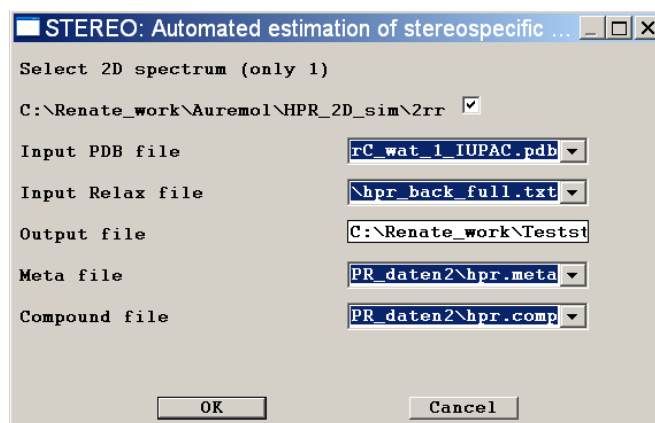 STEREO: Automated estimation of stereospecific ...
Select 2D spectrum (only 1)
C:\Renate_work\Auremol\HPR_2D_sim\2rr
Input PDB file rC_wat_1_IUPAC.pdb
Input Relax file \hpr_back_full.txt
Output file C:\Renate_work\Testst
Meta file PR_daten2\hpr.meta
Compound file PR_daten2\hpr.comp
OK Cancel